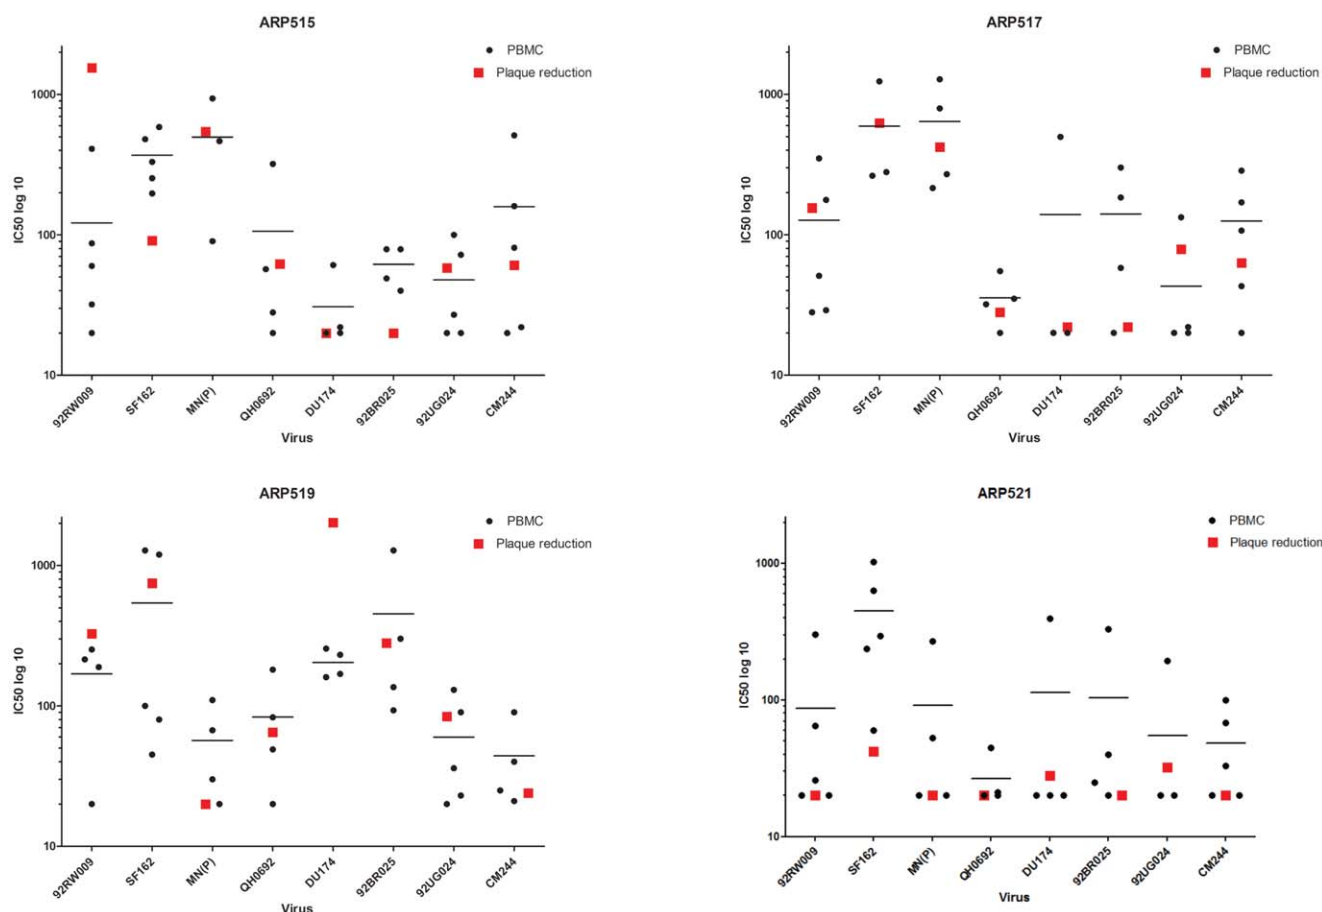 ARP515
PBMC
Plaque reduction
1000
100
10
IC50 log 10
92RW009
SF162
MN(P)
QH0692
DU174
92BR025
92UG024
CM244
Virus
ARP517
PBMC
Plaque reduction
1000
100
10
IC50 log 10
92RW009
SF162
MN(P)
QH0692
DU174
92BR025
92UG024
CM244
Virus
ARP519
PBMC
Plaque reduction
1000
100
10
IC50 log 10
92RW009
SF162
MN(P)
QH0692
DU174
92BR025
92UG024
CM244
Virus
ARP521
PBMC
Plaque reduction
1000
100
10
IC50 log 10
92RW009
SF162
MN(P)
QH0692
DU174
92BR025
92UG024
CM244
Virus